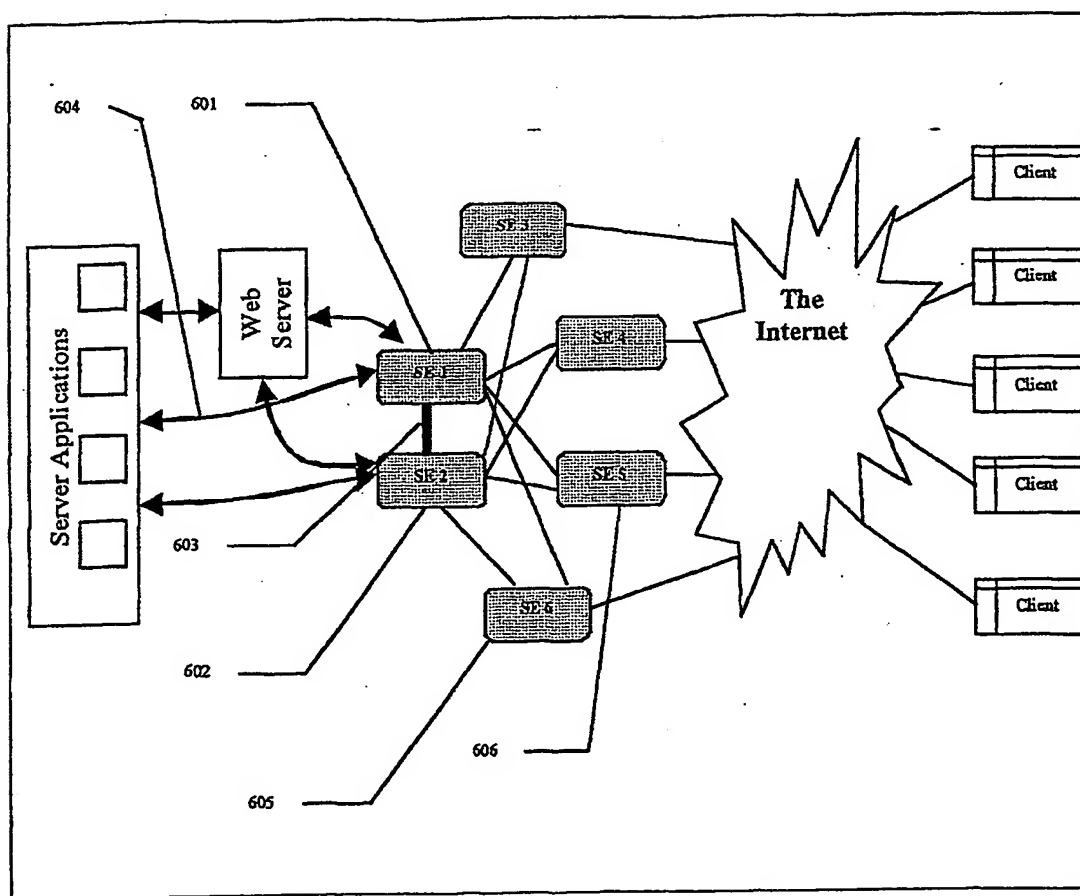 604
601
Client
SE 3
Client
The
Internet
Web
Server
SE 4
SE 1
Client
Server Applications
SE 2
SE 5
Client
603
SE 6
Client
602
606
605